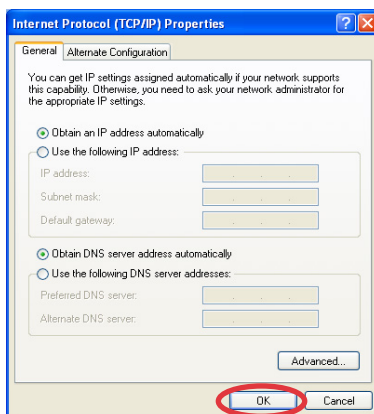 Internet Protocol (TCP/IP) Properties
General Alternate Configuration
You can get IP settings assigned automatically if your network supports
this capability. Otherwise, you need to ask your network administrator for
the appropriate IP settings.
Obtain an IP address automatically
Use the following IP address:
IP address:
Subnet mask:
Default gateway:
Obtain DNS server address automatically
Use the following DNS server addresses:
Preferred DNS server:
Alternate DNS server:
Advanced...
OK Cancel